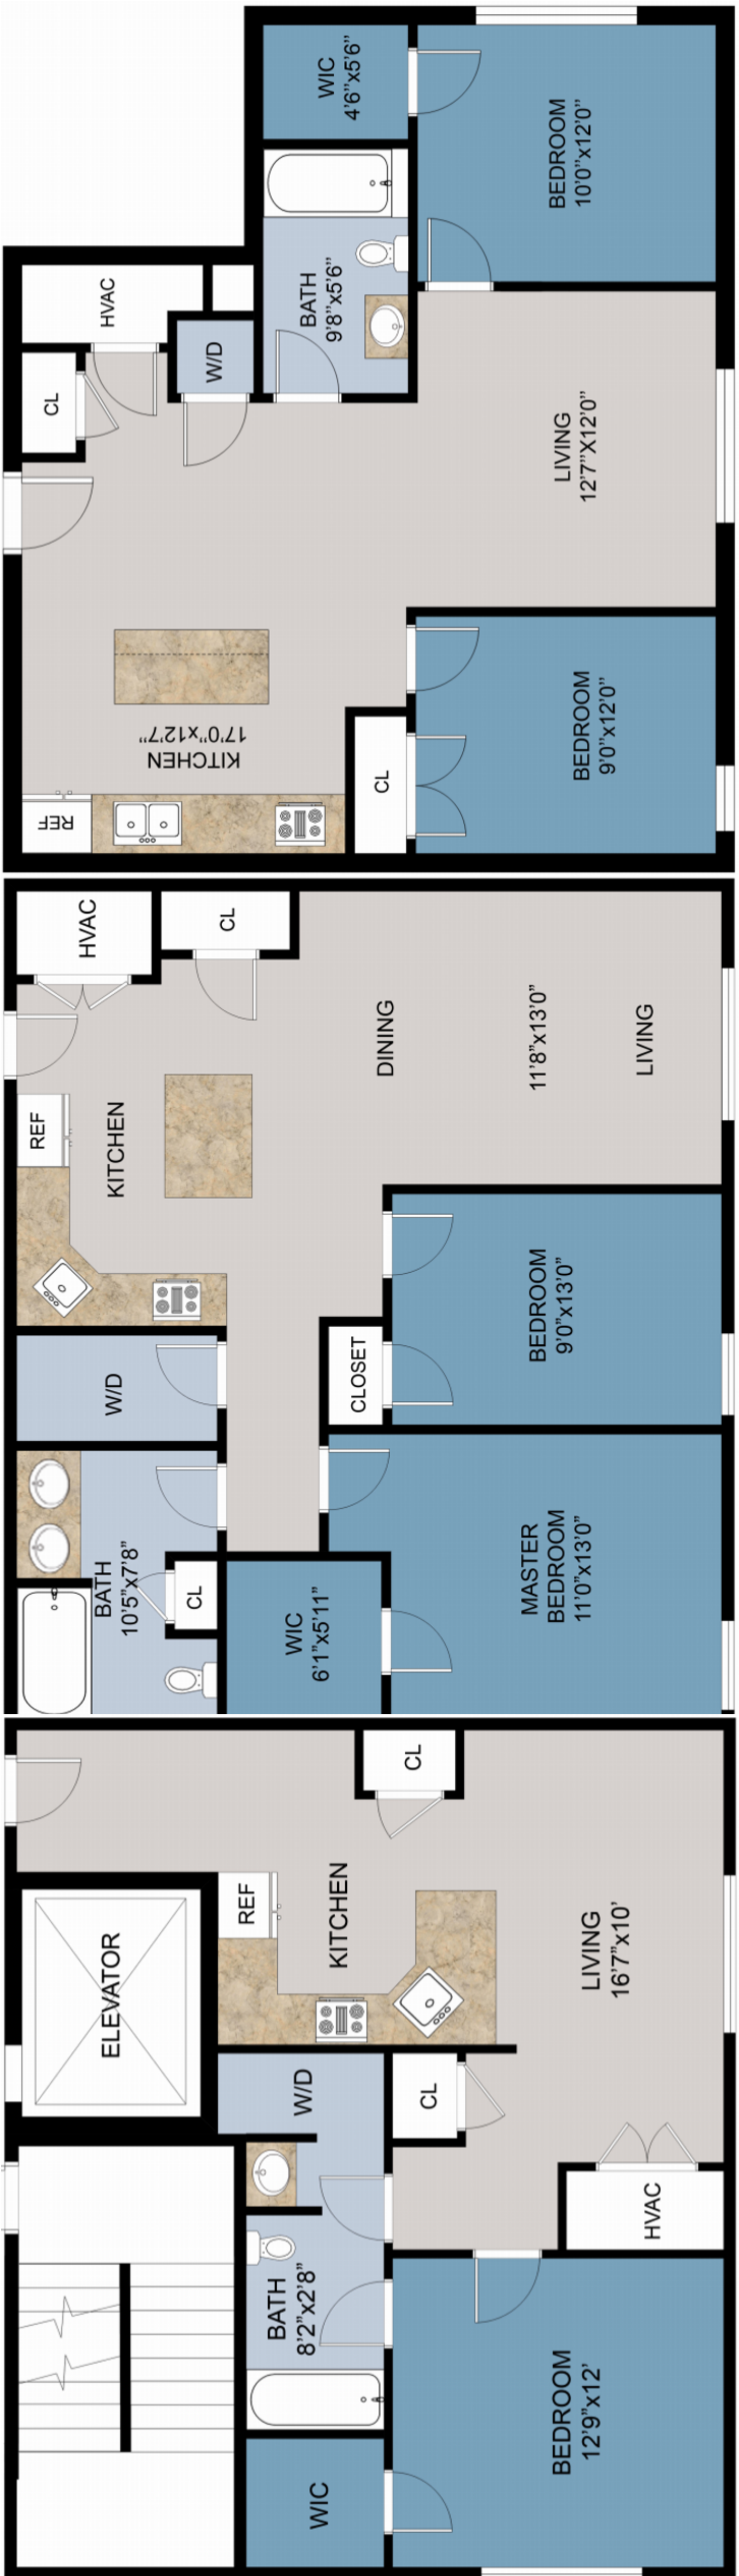 WIC
4'6"x5'6"
BEDROOM
10'0"x12'0"
HVAC
BATH
9'8"x5'6"
W/D
CL
LIVING
12'7"X12'0"
KITCHEN
17'0"x12'7"
BEDROOM
9'0"x12'0"
CL
REF
HVAC
CL
DINING
11'8"x13'0"
LIVING
REF
KITCHEN
BEDROOM
9'0"x13'0"
CLOSET
W/D
BATH
10'5"x7'8"
CL
WIC
6'1"x5'11"
MASTER
BEDROOM
11'0"x13'0"
CL
REF
KITCHEN
LIVING
16'7"x10'
ELEVATOR
W/D
CL
HVAC
BATH
8'2"x2'8"
BEDROOM
12'9"x12'
WIC